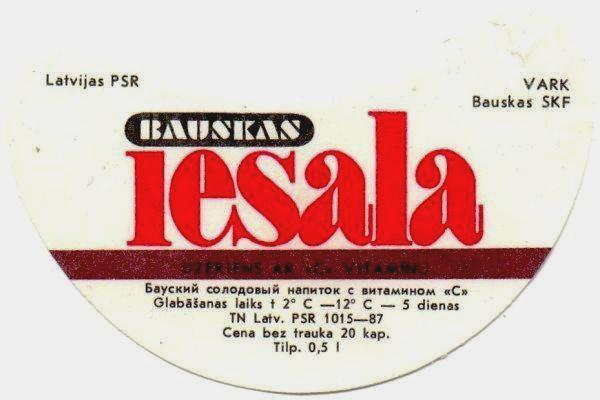 Latvijas PSR
VARK
Bauskas SKF
BAUSKAS
iesala
DZĒRIENS AR «C» VITAMĪNU
Бауский солодовый напиток с витамином «С»
Glabāšanas laiks t 2° C —12° C — 5 dienas
TN Latv. PSR 1015—87
Cena bez trauka 20 kap.
Tilp. 0,5 l